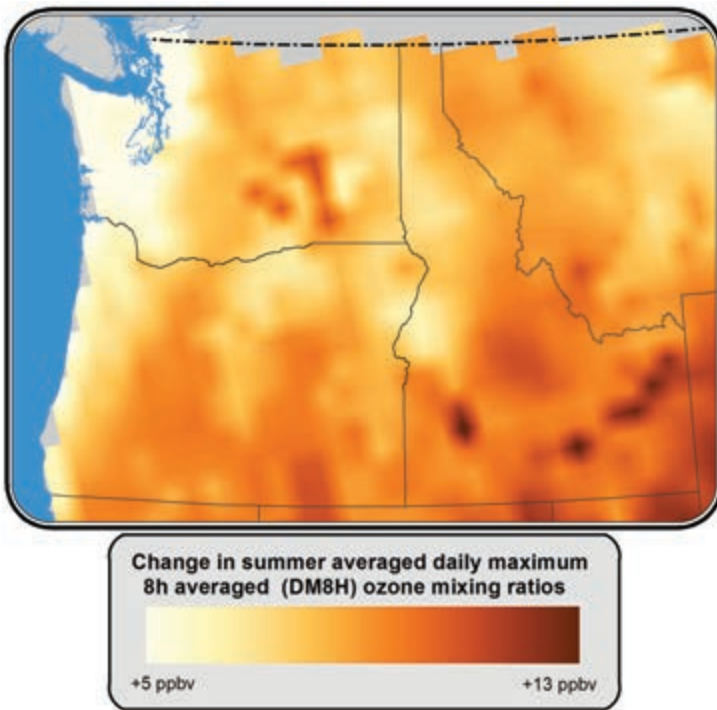 Change in summer averaged daily maximum
8h averaged (DM8H) ozone mixing ratios
+5 ppbv +13 ppbv